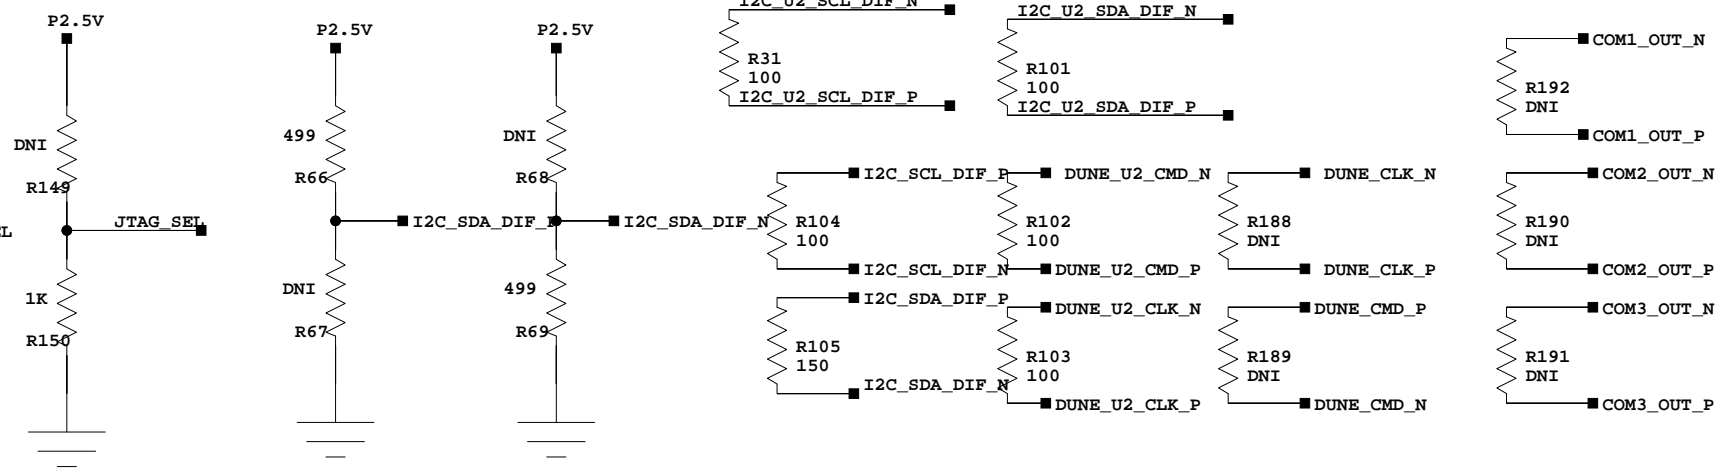 P2.5V
DNI
R149
JTAG_SEL
1K
R150
P2.5V
499
R66
I2C_SDA_DIF_P
DNI
R67
P2.5V
DNI
R68
I2C_SDA_DIF_N
499
R69
I2C_U2_SCL_DIF_N
R31
100
I2C_U2_SCL_DIF_P
I2C_U2_SDA_DIF_N
R101
100
I2C_U2_SDA_DIF_P
COM1_OUT_N
R192
DNI
COM1_OUT_P
I2C_SCL_DIF_P
R104
100
I2C_SCL_DIF_N
DUNE_U2_CMD_N
R102
100
DUNE_U2_CMD_P
DUNE_CLK_N
R188
DNI
DUNE_CLK_P
COM2_OUT_N
R190
DNI
COM2_OUT_P
I2C_SDA_DIF_P
R105
150
I2C_SDA_DIF_N
DUNE_U2_CLK_N
R103
100
DUNE_U2_CLK_P
DUNE_CMD_P
R189
DNI
DUNE_CMD_N
COM3_OUT_N
R191
DNI
COM3_OUT_P